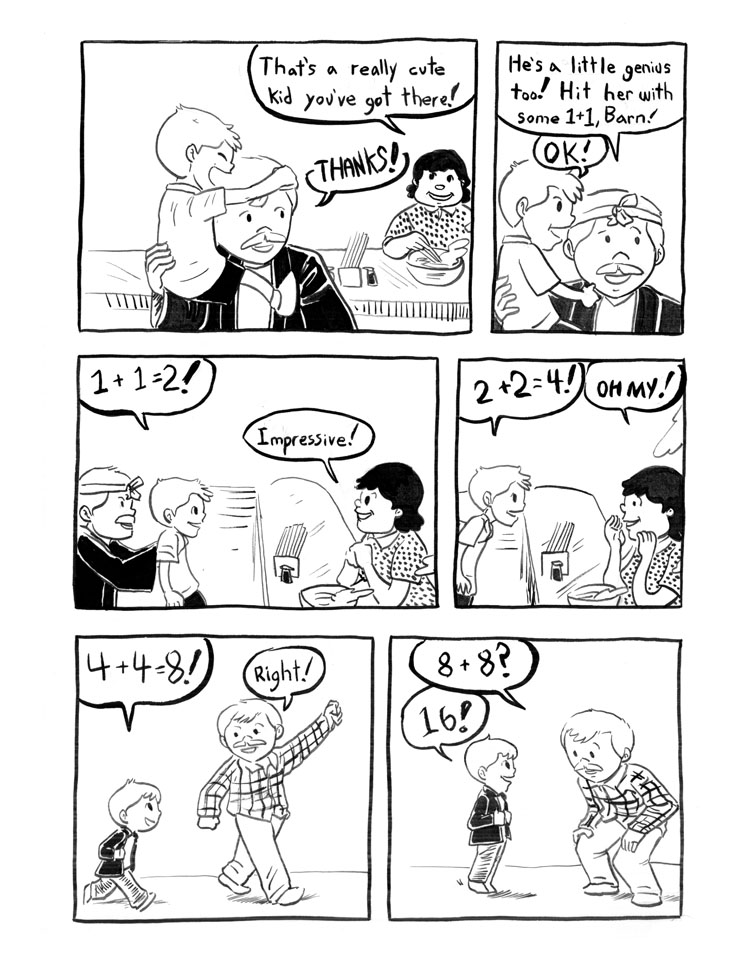 That's a really cute
kid you've got there!
THANKS!
He's a little genius
too! Hit her with
some 1+1, Barn!
OK!
1+1=2!
Impressive!
2+2=4!
OH MY!
4+4=8!
Right!
8+8?
16!